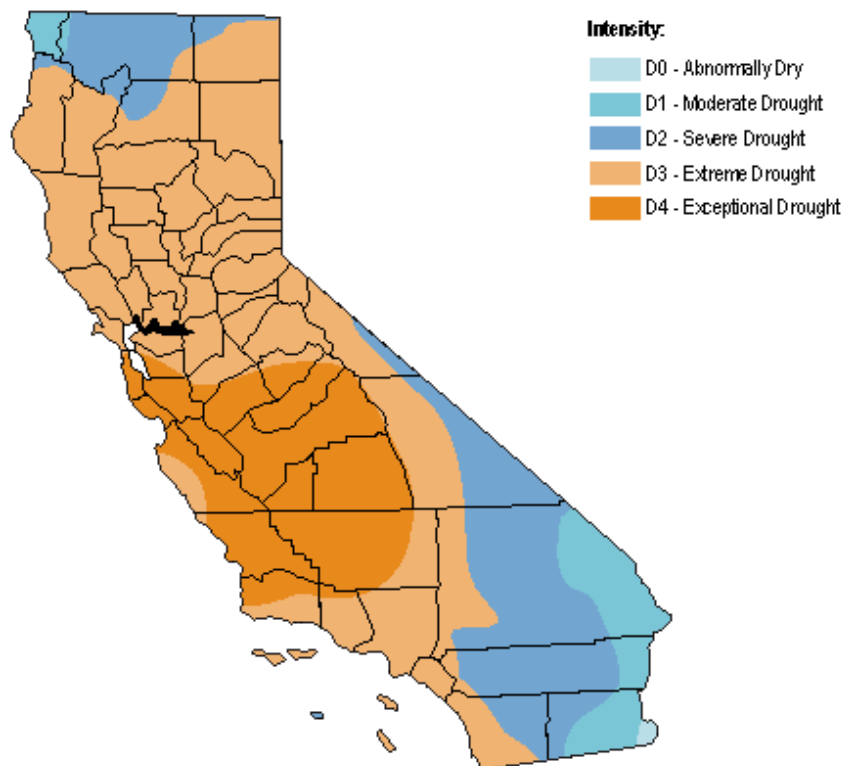 Intensity:
D0 - Abnormally Dry
D1 - Moderate Drought
D2 - Severe Drought
D3 - Extreme Drought
D4 - Exceptional Drought